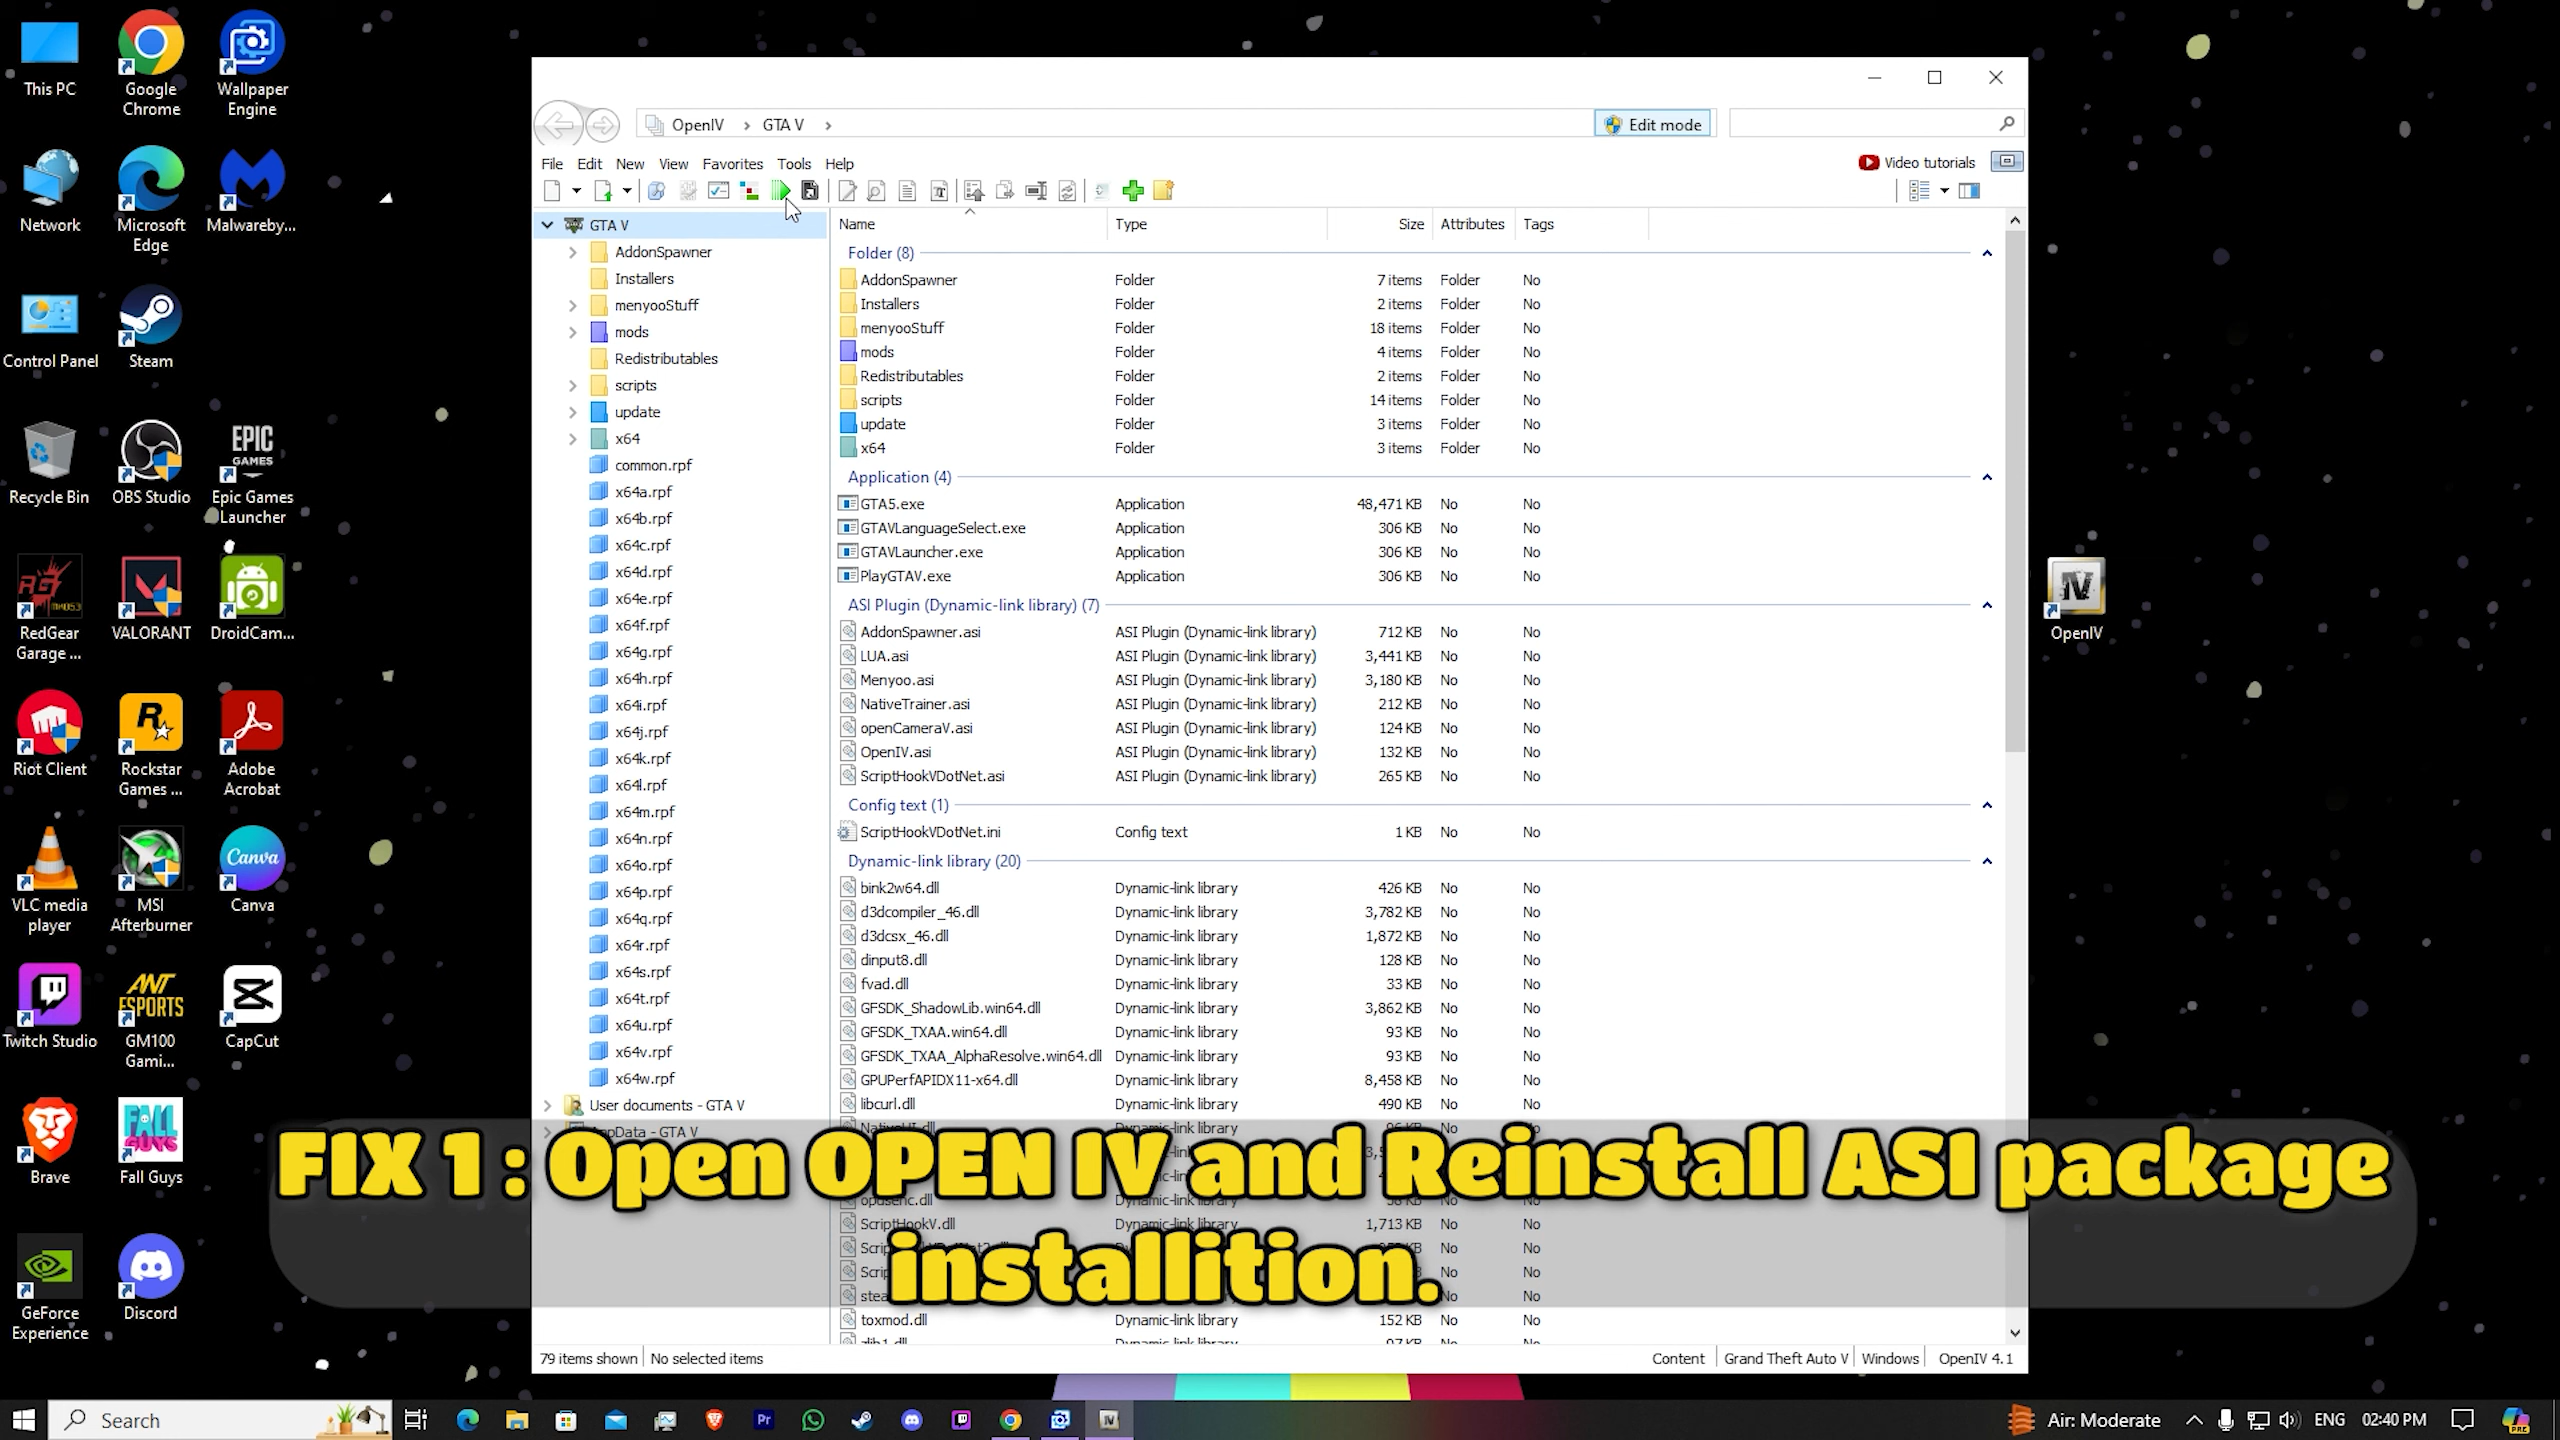 This PC
Google
Chrome
Wallpaper
Engine
Network
Microsoft
Edge
Malwareby...
Control Panel
Steam
Recycle Bin
OBS Studio
EPIC
GAMES
Epic Games
Launcher
RedGear
Garage ...
VALORANT
DroidCam...
Riot Client
Rockstar
Games ...
Adobe
Acrobat
VLC media
player
MSI
Afterburner
Canva
Canva
Twitch Studio
ANT
ESPORTS
GM100
Gami...
CapCut
Brave
FALL
GUYS
Fall Guys
GeForce
Experience
Discord
IV
OpenIV
OpenIV › GTA V ›
Edit mode
File Edit New View Favorites Tools Help
Video tutorials
GTA V
AddonSpawner
Installers
menyooStuff
mods
Redistributables
scripts
update
x64
common.rpf
x64a.rpf
x64b.rpf
x64c.rpf
x64d.rpf
x64e.rpf
x64f.rpf
x64g.rpf
x64h.rpf
x64i.rpf
x64j.rpf
x64k.rpf
x64l.rpf
x64m.rpf
x64n.rpf
x64o.rpf
x64p.rpf
x64q.rpf
x64r.rpf
x64s.rpf
x64t.rpf
x64u.rpf
x64v.rpf
x64w.rpf
User documents - GTA V
AppData - GTA V
Name Type Size Attributes Tags
Folder (8)
AddonSpawner Folder 7 items Folder No
Installers Folder 2 items Folder No
menyooStuff Folder 18 items Folder No
mods Folder 4 items Folder No
Redistributables Folder 2 items Folder No
scripts Folder 14 items Folder No
update Folder 3 items Folder No
x64 Folder 3 items Folder No
Application (4)
GTA5.exe Application 48,471 KB No No
GTAVLanguageSelect.exe Application 306 KB No No
GTAVLauncher.exe Application 306 KB No No
PlayGTAV.exe Application 306 KB No No
ASI Plugin (Dynamic-link library) (7)
AddonSpawner.asi ASI Plugin (Dynamic-link library) 712 KB No No
LUA.asi ASI Plugin (Dynamic-link library) 3,441 KB No No
Menyoo.asi ASI Plugin (Dynamic-link library) 3,180 KB No No
NativeTrainer.asi ASI Plugin (Dynamic-link library) 212 KB No No
openCameraV.asi ASI Plugin (Dynamic-link library) 124 KB No No
OpenIV.asi ASI Plugin (Dynamic-link library) 132 KB No No
ScriptHookVDotNet.asi ASI Plugin (Dynamic-link library) 265 KB No No
Config text (1)
ScriptHookVDotNet.ini Config text 1 KB No No
Dynamic-link library (20)
bink2w64.dll Dynamic-link library 426 KB No No
d3dcompiler_46.dll Dynamic-link library 3,782 KB No No
d3dcsx_46.dll Dynamic-link library 1,872 KB No No
dinput8.dll Dynamic-link library 128 KB No No
fvad.dll Dynamic-link library 33 KB No No
GFSDK_ShadowLib.win64.dll Dynamic-link library 3,862 KB No No
GFSDK_TXAA.win64.dll Dynamic-link library 93 KB No No
GFSDK_TXAA_AlphaResolve.win64.dll Dynamic-link library 93 KB No No
GPUPerfAPIDX11-x64.dll Dynamic-link library 8,458 KB No No
libcurl.dll Dynamic-link library 490 KB No No
FIX 1 : Open OPEN IV and Reinstall ASI package
installition.
ScriptHookV.dll Dynamic-link library 1,713 KB No No
toxmod.dll Dynamic-link library 152 KB No No
79 items shown No selected items
Content Grand Theft Auto V Windows OpenIV 4.1
Search
Pr
Air: Moderate
ENG
02:40 PM